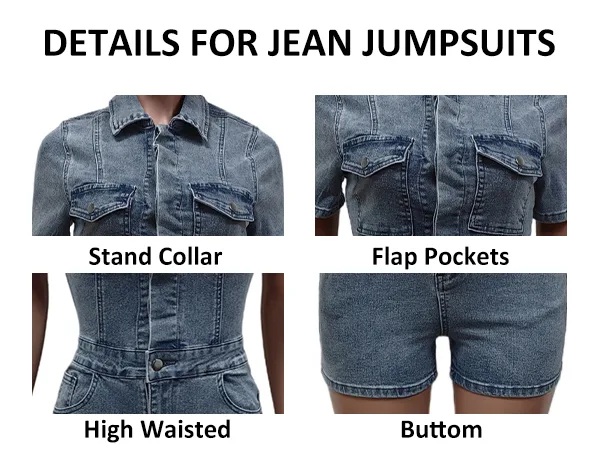 DETAILS FOR JEAN JUMPSUITS
Stand Collar
Flap Pockets
High Waisted
Buttom